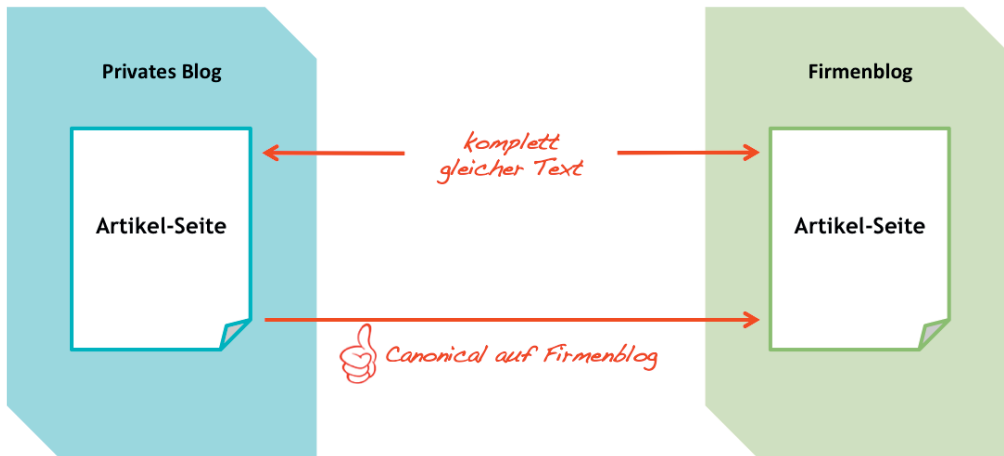 Privates Blog
Firmenblog
komplett
gleicher Text
Artikel-Seite
Artikel-Seite
Canonical auf Firmenblog